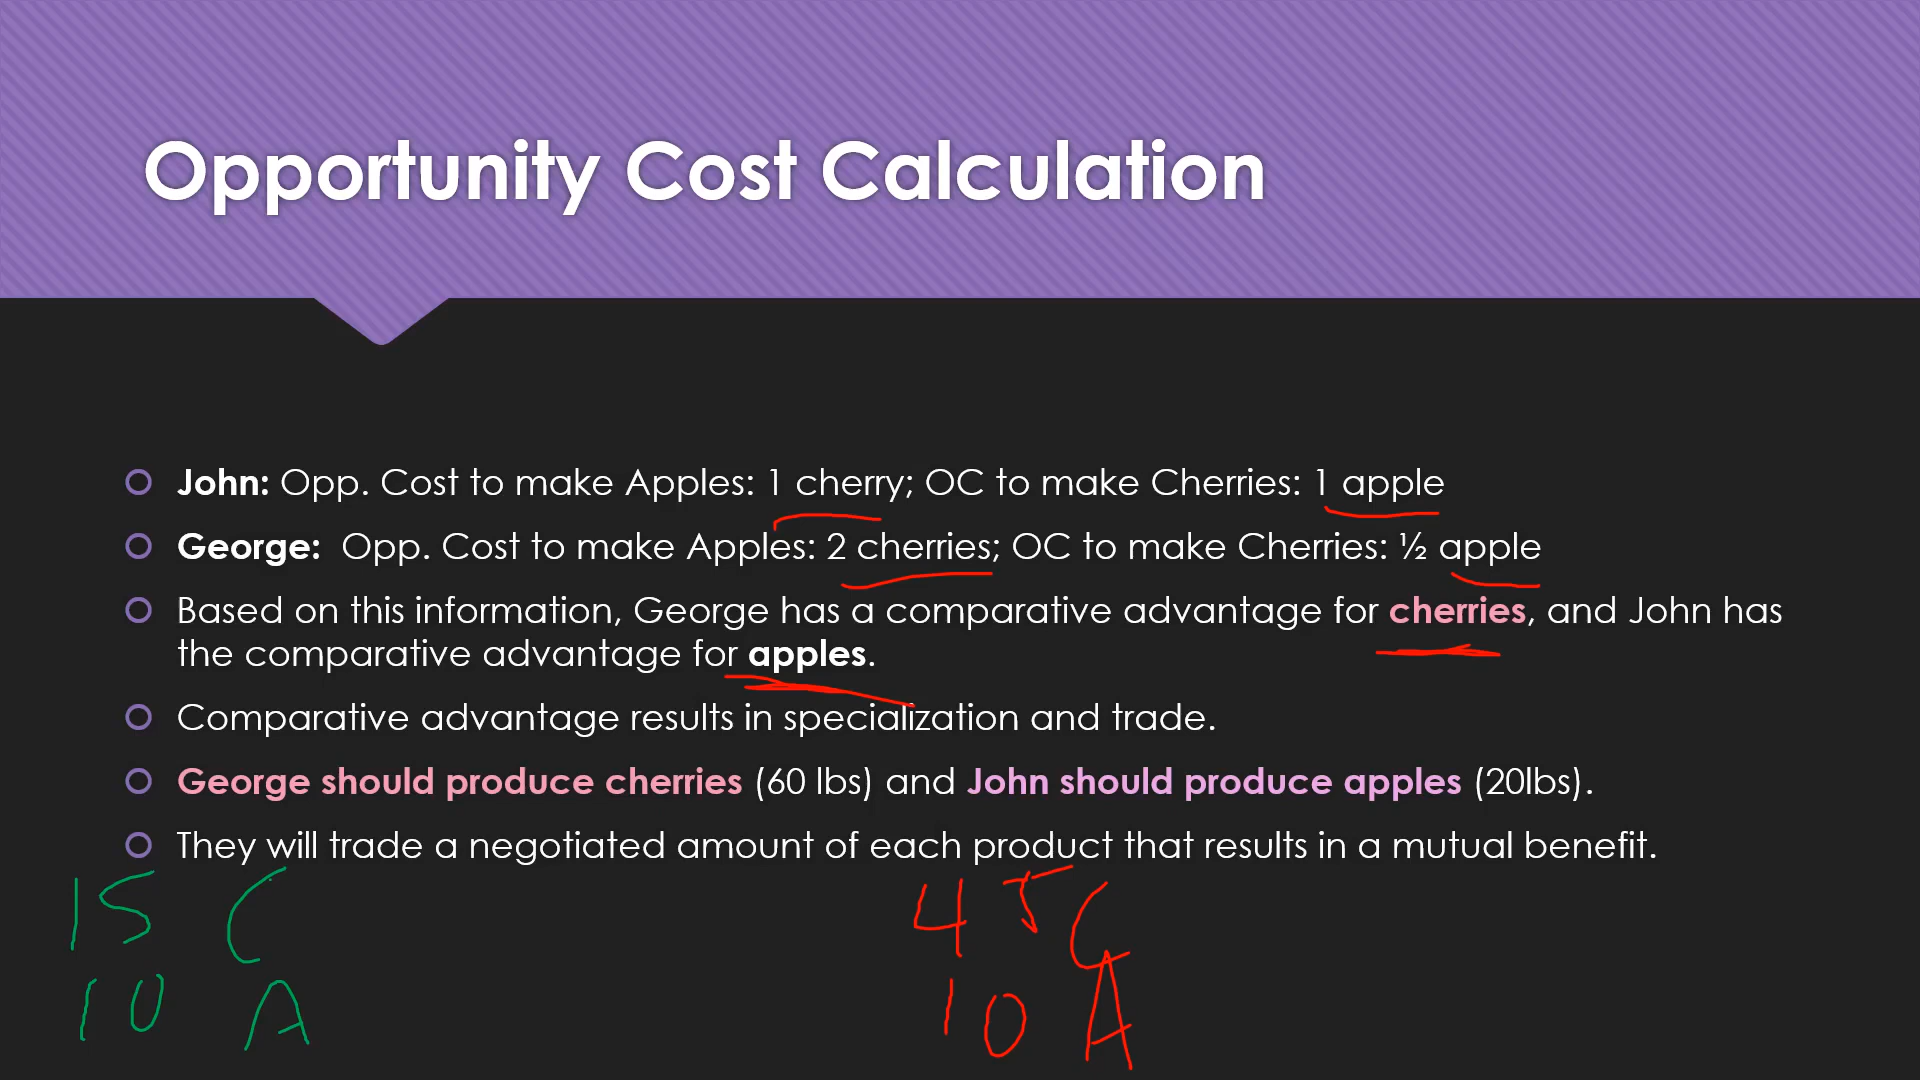 Opportunity Cost Calculation
John: Opp. Cost to make Apples: 1 cherry; OC to make Cherries: 1 apple
George:  Opp. Cost to make Apples: 2 cherries; OC to make Cherries: ½ apple
Based on this information, George has a comparative advantage for cherries, and John has
the comparative advantage for apples.
Comparative advantage results in specialization and trade.
George should produce cherries (60 lbs) and John should produce apples (20lbs).
They will trade a negotiated amount of each product that results in a mutual benefit.
15 C
45 C
10 A
10 A